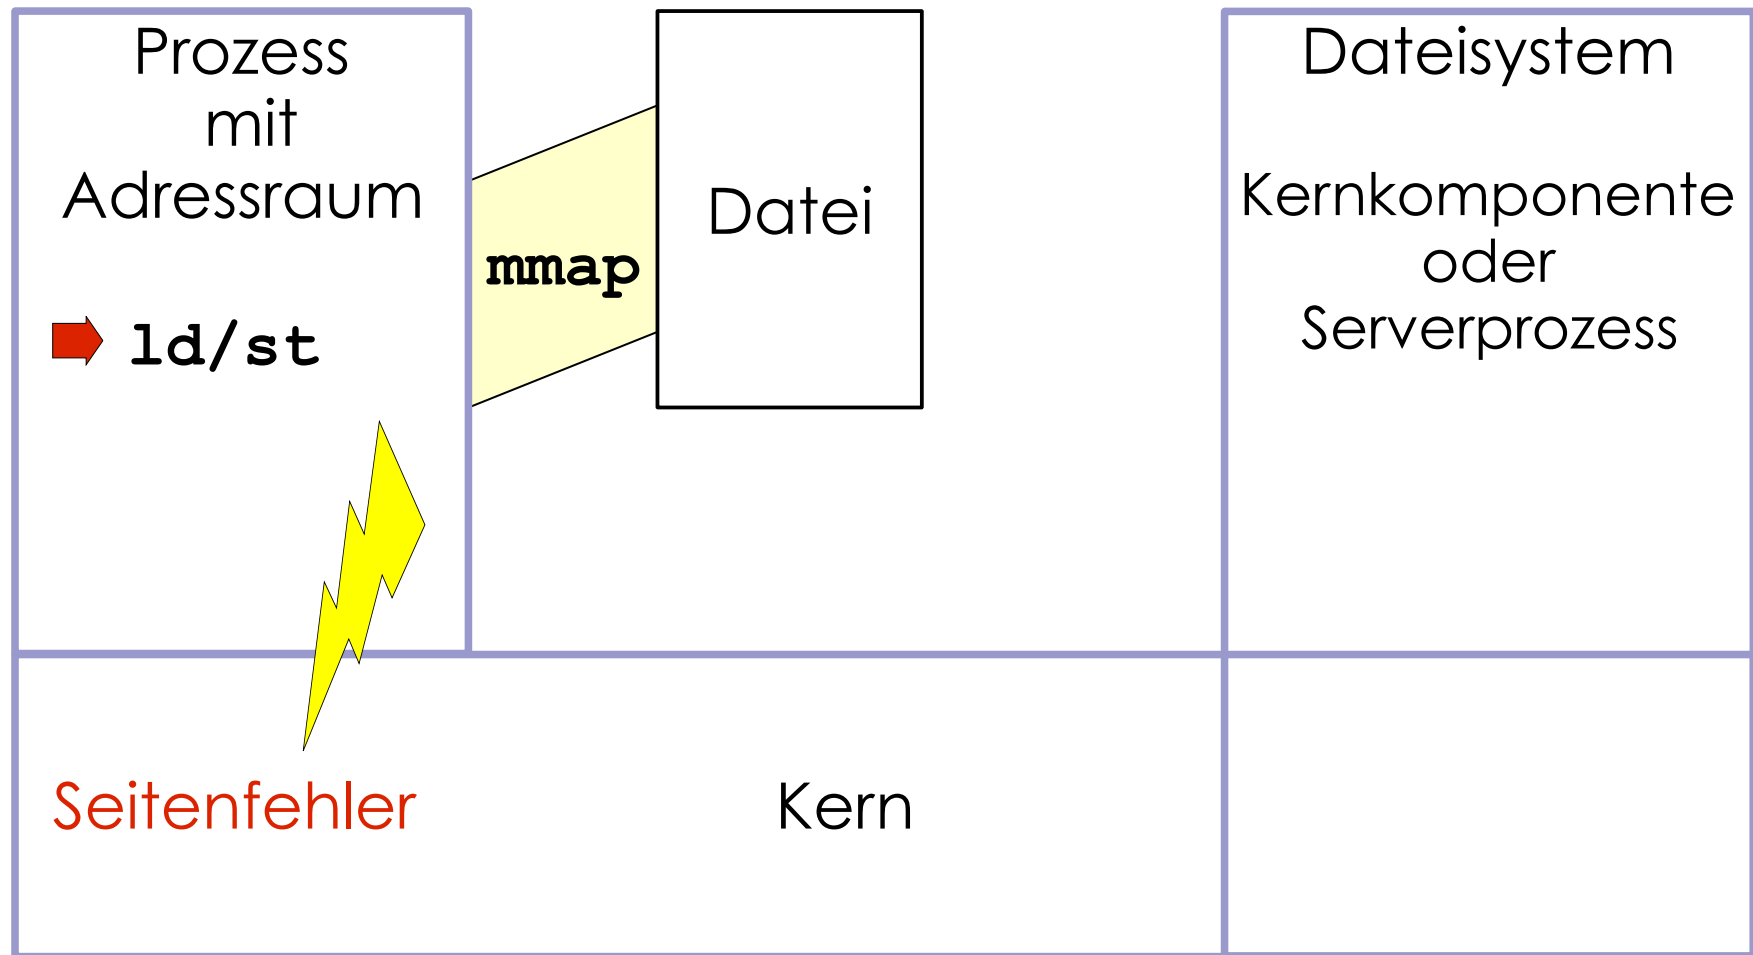 Prozess
mit
Adressraum
ld/st
mmap
Datei
Dateisystem
Kernkomponente
oder
Serverprozess
Seitenfehler
Kern